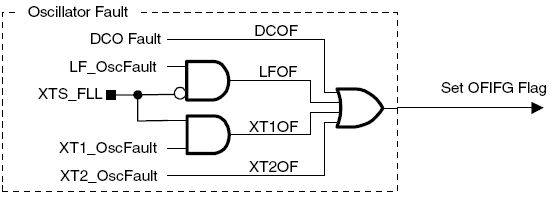 Oscillator Fault
DCO Fault
DCOF
LF_OscFault
LFOF
XTS_FLL
Set OFIFG Flag
XT1OF
XT1_OscFault
XT2OF
XT2_OscFault